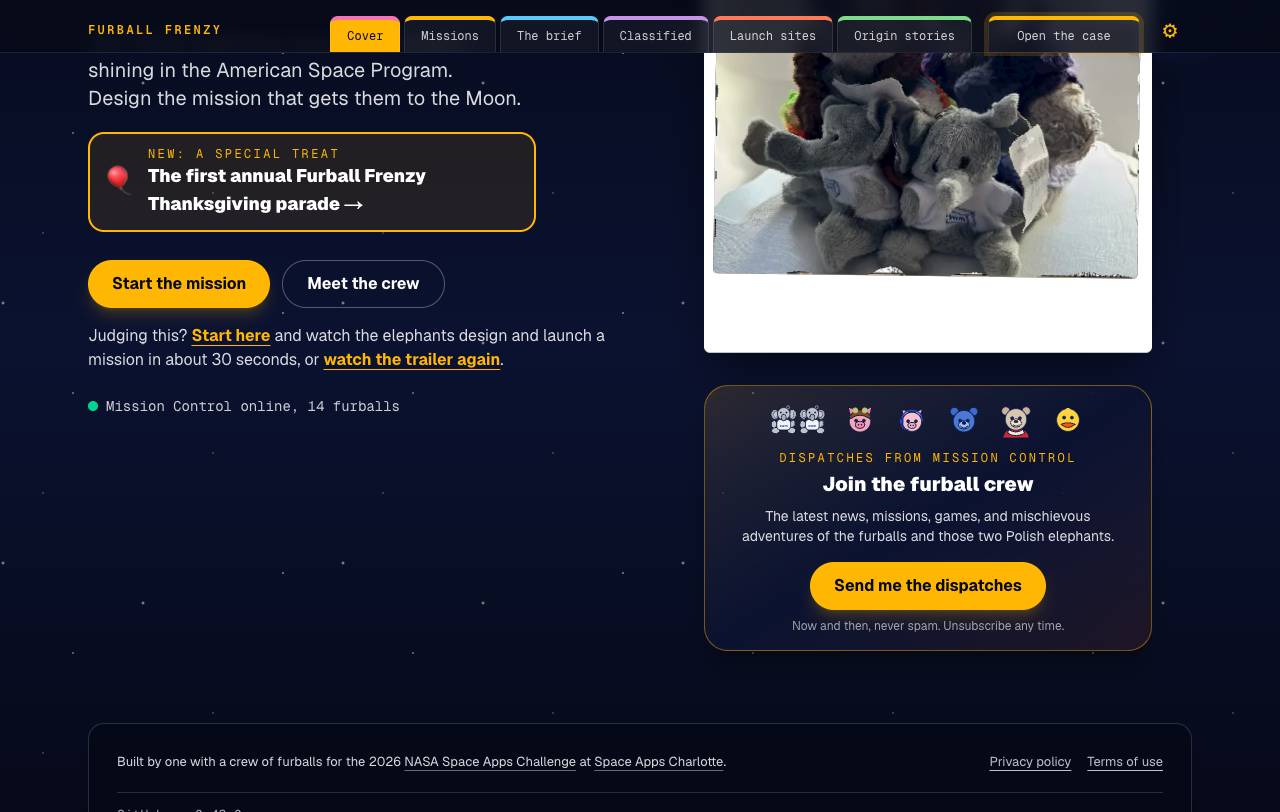 FURBALL FRENZY
Cover
Missions
The brief
Classified
Launch sites
Origin stories
Open the case
shining in the American Space Program.
Design the mission that gets them to the Moon.
NEW: A SPECIAL TREAT
The first annual Furball Frenzy
Thanksgiving parade →
Start the mission
Meet the crew
Judging this? Start here and watch the elephants design and launch a
mission in about 30 seconds, or watch the trailer again.
Mission Control online, 14 furballs
DISPATCHES FROM MISSION CONTROL
Join the furball crew
The latest news, missions, games, and mischievous
adventures of the furballs and those two Polish elephants.
Send me the dispatches
Now and then, never spam. Unsubscribe any time.
Built by one with a crew of furballs for the 2026 NASA Space Apps Challenge at Space Apps Charlotte.
Privacy policy
Terms of use